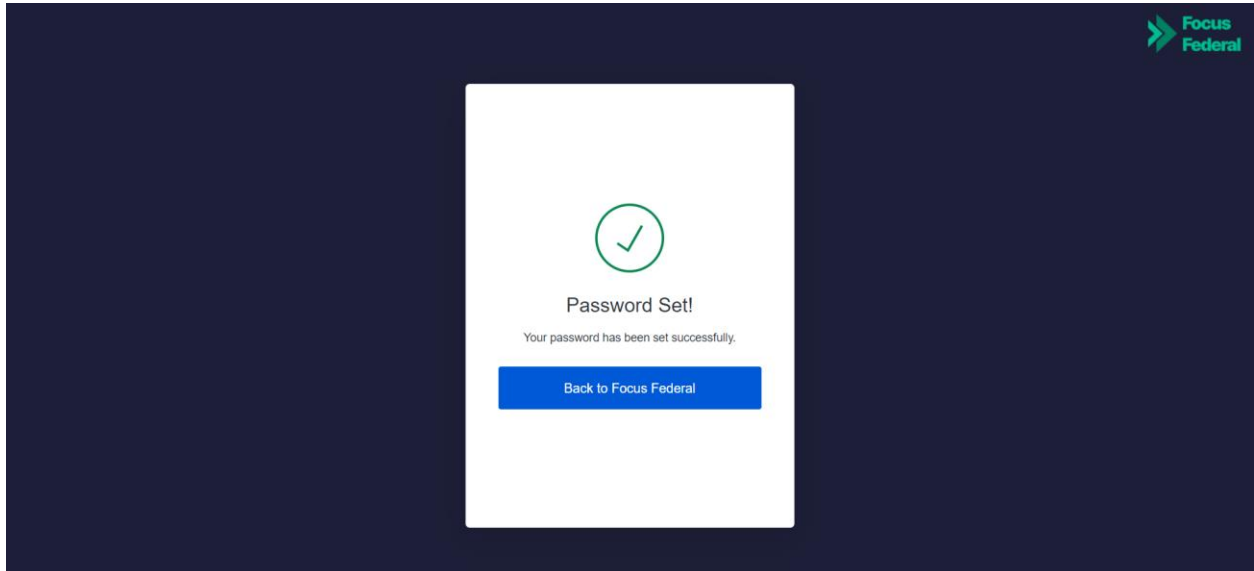 Focus
Federal
Password Set!
Your password has been set successfully.
Back to Focus Federal